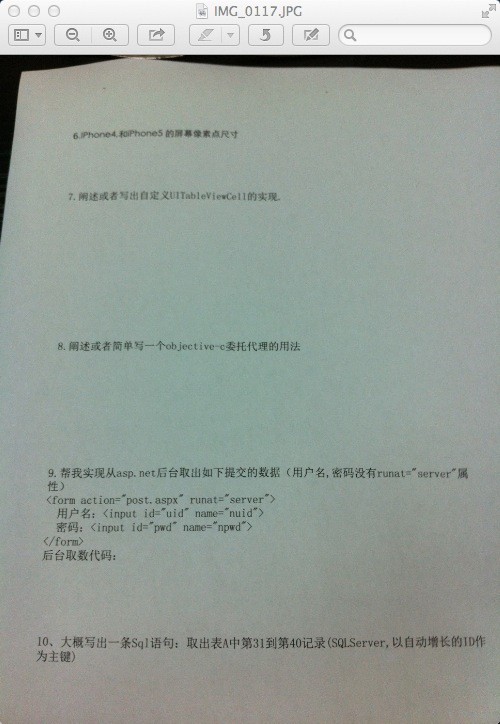 IMG_0117.JPG
6.iPhone4.和iPhone5 的屏幕像素点尺寸
7.阐述或者写出自定义UITableViewCell的实现.
8.阐述或者简单写一个objective-c委托代理的用法
9.帮我实现从asp.net后台取出如下提交的数据（用户名,密码没有runat="server"属
性）
<form action="post.aspx" runat="server">
用户名：<input id="uid" name="nuid">
密码：<input id="pwd" name="npwd">
</form>
后台取数代码：
10、大概写出一条Sql语句：取出表A中第31到第40记录(SQLServer,以自动增长的ID作
为主键)